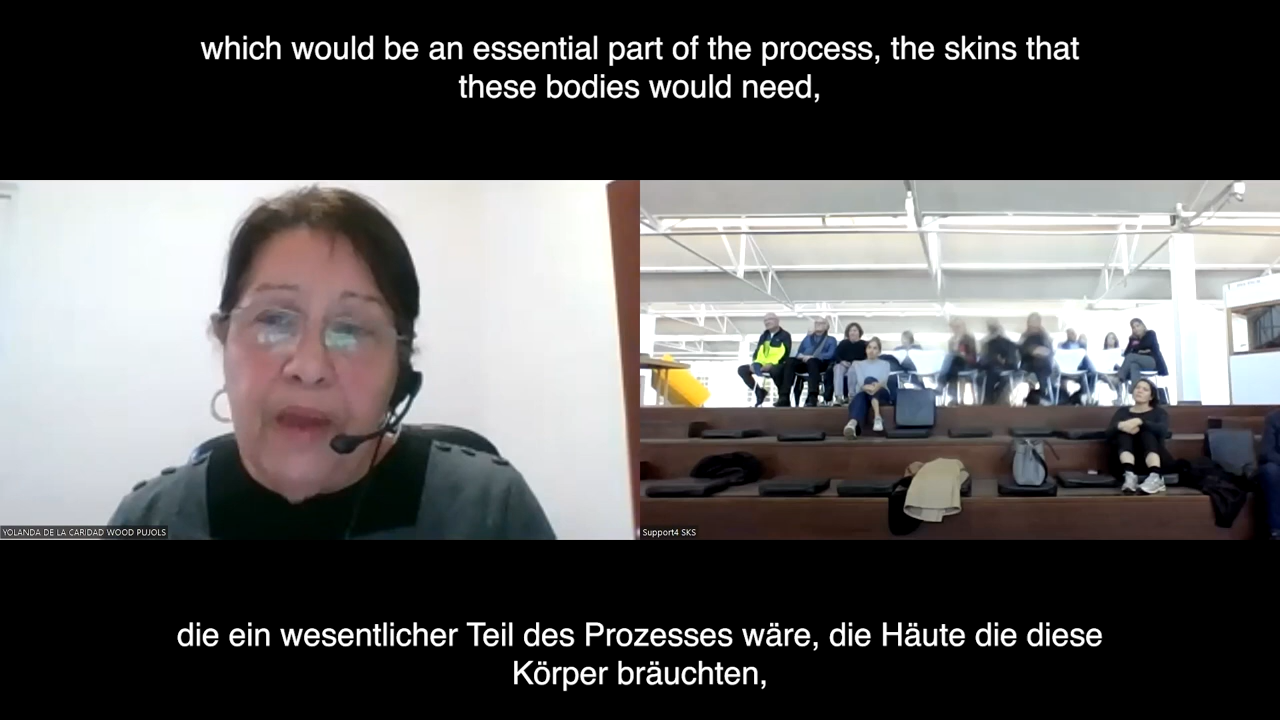 which would be an essential part of the process, the skins that
these bodies would need,
YOLANDA DE LA CARIDAD WOOD PUJOLS
Support4 SKS
die ein wesentlicher Teil des Prozesses wäre, die Häute die diese
Körper bräuchten,